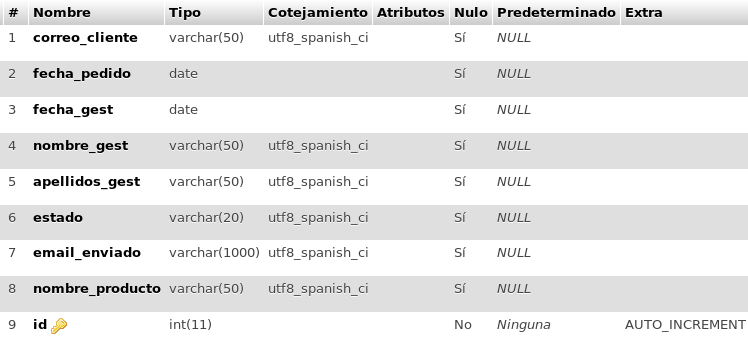 # Nombre Tipo Cotejamiento Atributos Nulo Predeterminado Extra
1 correo_cliente varchar(50) utf8_spanish_ci Sí NULL
2 fecha_pedido date Sí NULL
3 fecha_gest date Sí NULL
4 nombre_gest varchar(50) utf8_spanish_ci Sí NULL
5 apellidos_gest varchar(50) utf8_spanish_ci Sí NULL
6 estado varchar(20) utf8_spanish_ci Sí NULL
7 email_enviado varchar(1000) utf8_spanish_ci Sí NULL
8 nombre_producto varchar(50) utf8_spanish_ci Sí NULL
9 id int(11) No Ninguna AUTO_INCREMENT